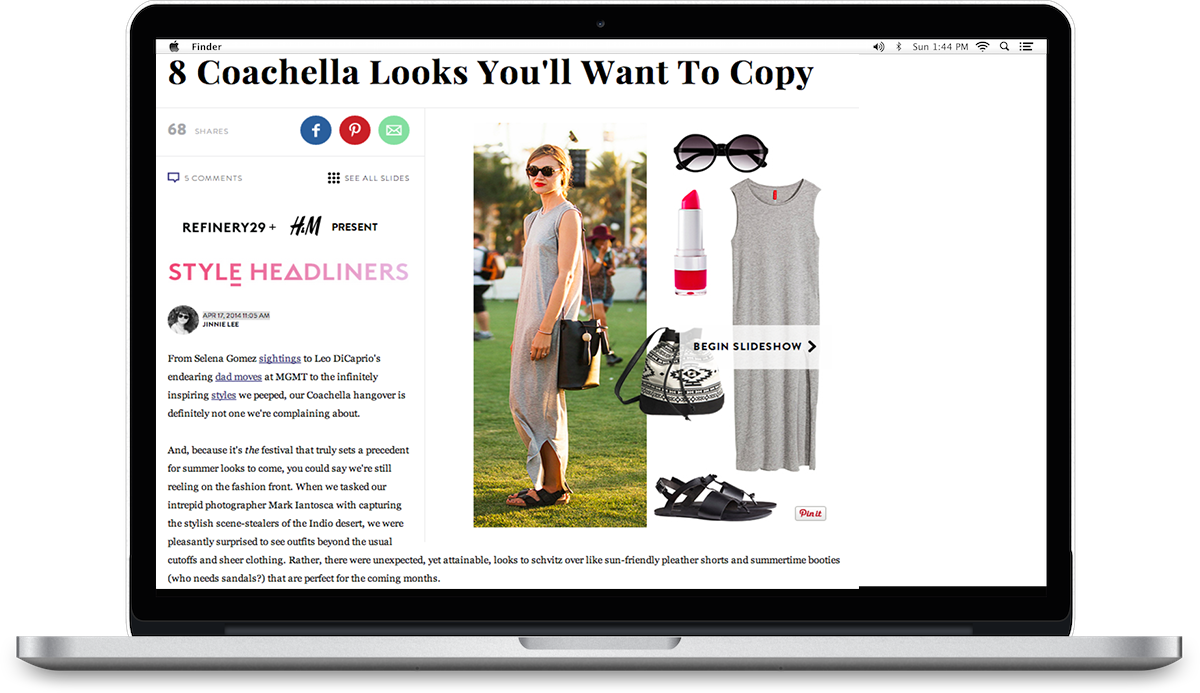 Finder
Sun 1:44 PM
8 Coachella Looks You'll Want To Copy
68 SHARES
5 COMMENTS
SEE ALL SLIDES
REFINERY29 + H&M PRESENT
STYLE HEADLINERS
APR 17, 2014 11:05 AM
JINNIE LEE
From Selena Gomez sightings to Leo DiCaprio's
endearing dad moves at MGMT to the infinitely
inspiring styles we peeped, our Coachella hangover is
definitely not one we're complaining about.
And, because it's the festival that truly sets a precedent
for summer looks to come, you could say we're still
reeling on the fashion front. When we tasked our
intrepid photographer Mark Iantosca with capturing
the stylish scene-stealers of the Indio desert, we were
pleasantly surprised to see outfits beyond the usual
cutoffs and sheer clothing. Rather, there were unexpected, yet attainable, looks to schvitz over like sun-friendly pleather shorts and summertime booties
(who needs sandals?) that are perfect for the coming months.
BEGIN SLIDESHOW
Pin it